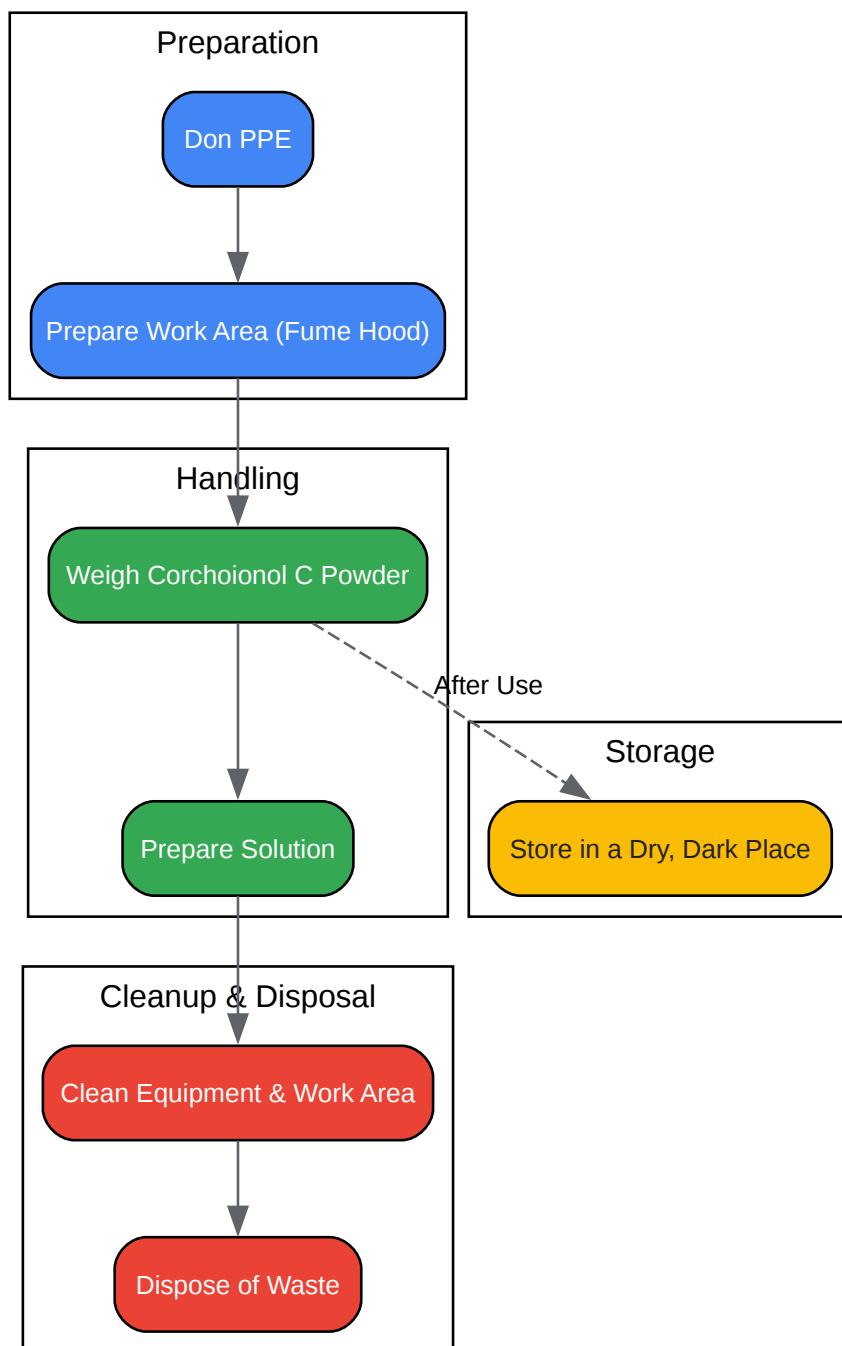 Preparation
Don PPE
Prepare Work Area (Fume Hood)
Handling
Weigh Corchoionol C Powder
After Use
Storage
Prepare Solution
Store in a Dry, Dark Place
Cleanup & Disposal
Clean Equipment & Work Area
Dispose of Waste